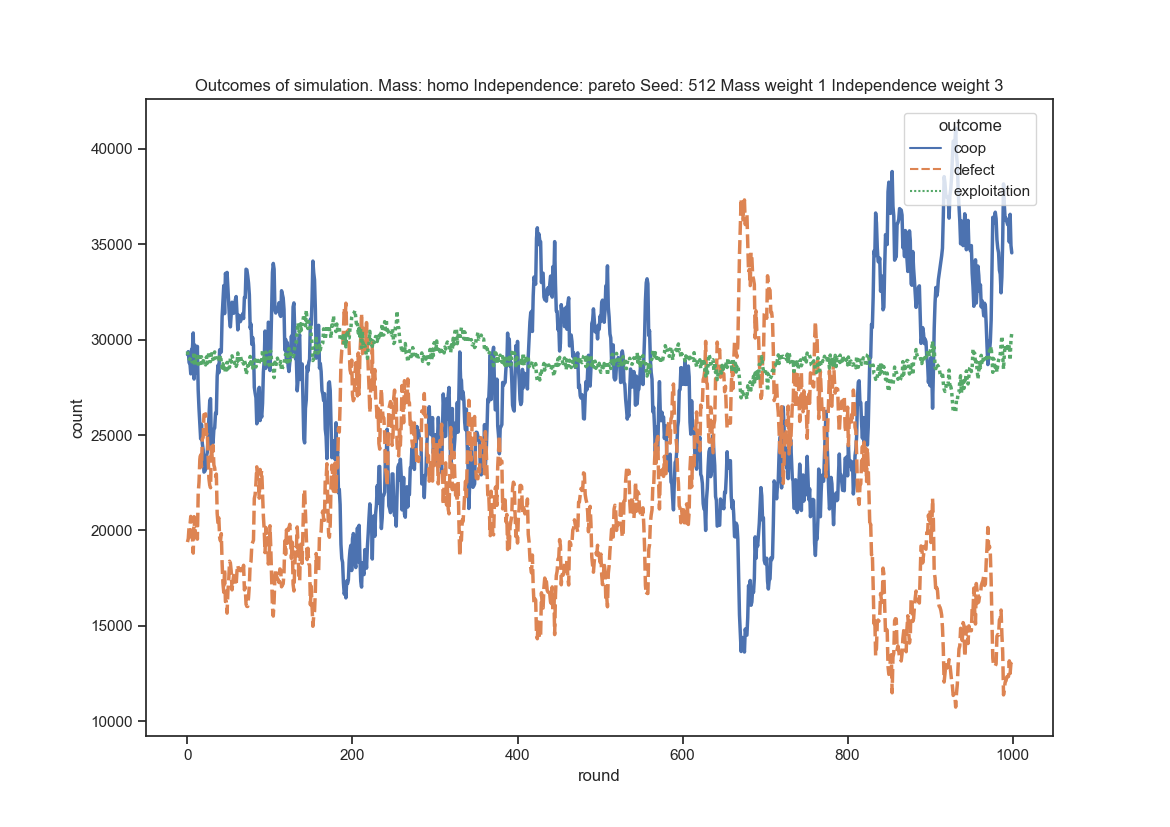 Outcomes of simulation. Mass: homo Independence: pareto Seed: 512 Mass weight 1 Independence weight 3
outcome
coop
defect
exploitation
40000
35000
30000
25000
20000
15000
10000
count
0 200 400 600 800 1000
round